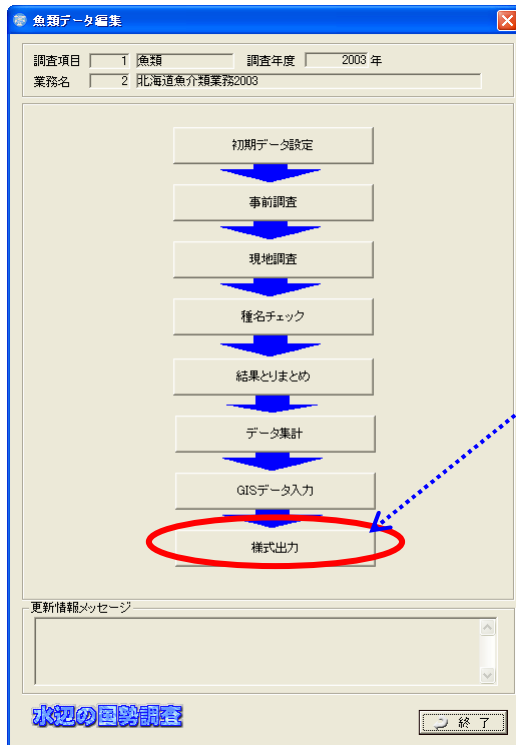 魚類データ編集
調査項目 1 魚類 調査年度 2003 年
業務名 2 北海道魚介類業務2003
初期データ設定
事前調査
現地調査
種名チェック
結果とりまとめ
データ集計
GISデータ入力
様式出力
更新情報メッセージ
水辺の国勢調査
終 了